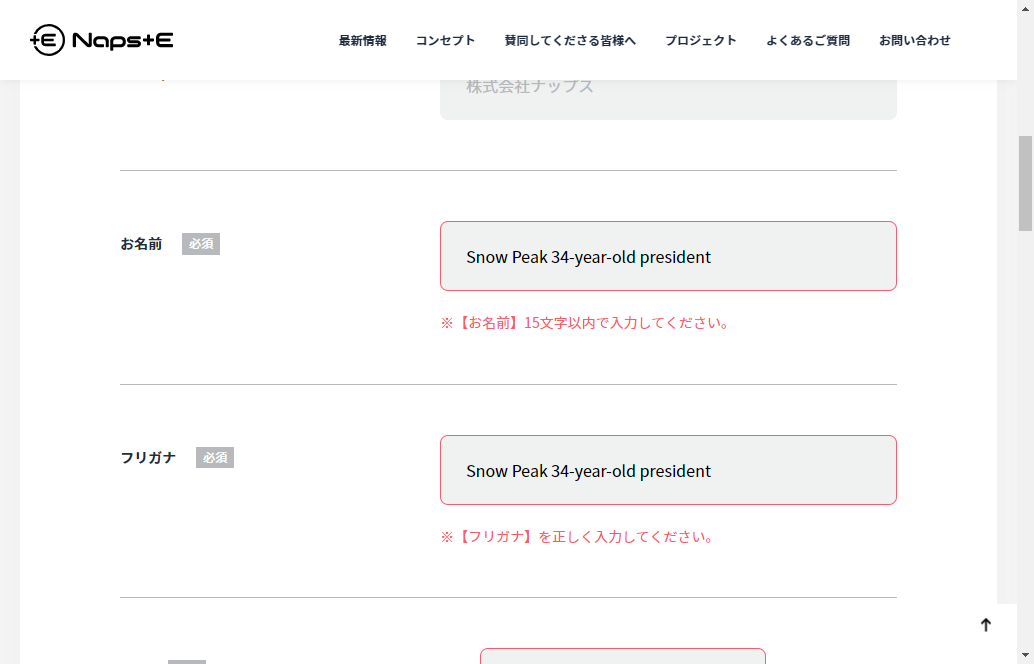 +E Naps+E
最新情報 コンセプト 賛同してくださる皆様へ プロジェクト よくあるご質問 お問い合わせ
株式会社ナップス
お名前 必須
Snow Peak 34-year-old president
※【お名前】15文字以内で入力してください。
フリガナ 必須
Snow Peak 34-year-old president
※【フリガナ】を正しく入力してください。